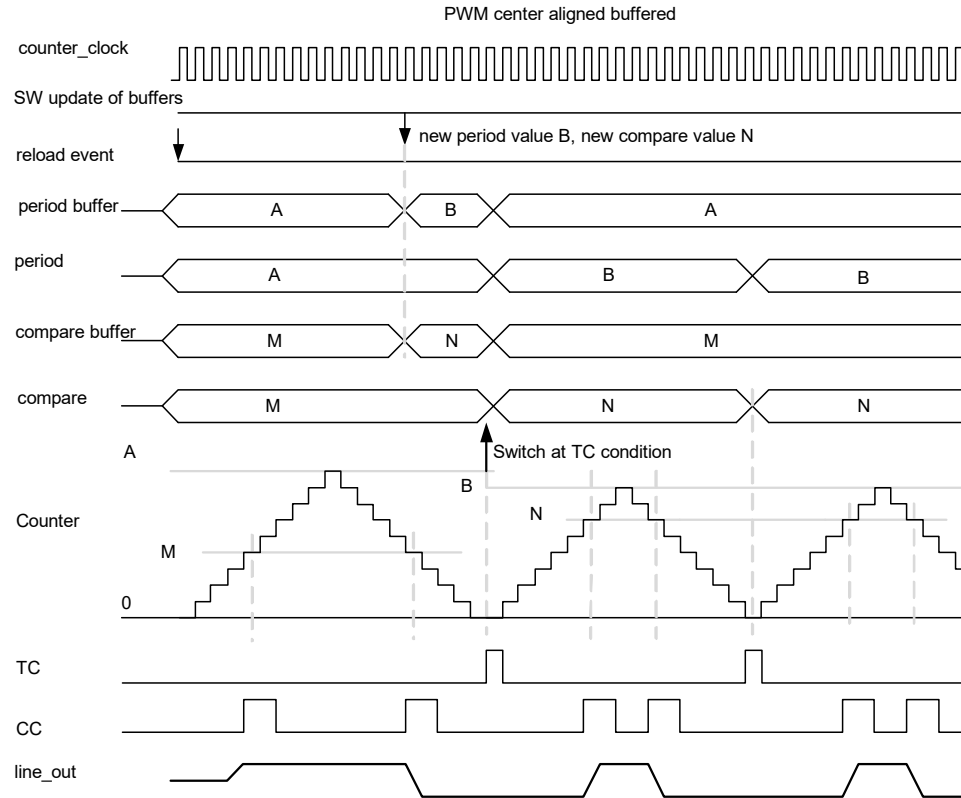 PWM center aligned buffered
counter_clock
SW update of buffers
new period value B, new compare value N
reload event
period buffer
A
B
A
period
A
B
B
compare buffer
M
N
M
compare
M
N
N
A
Switch at TC condition
B
Counter
N
M
0
TC
CC
line_out